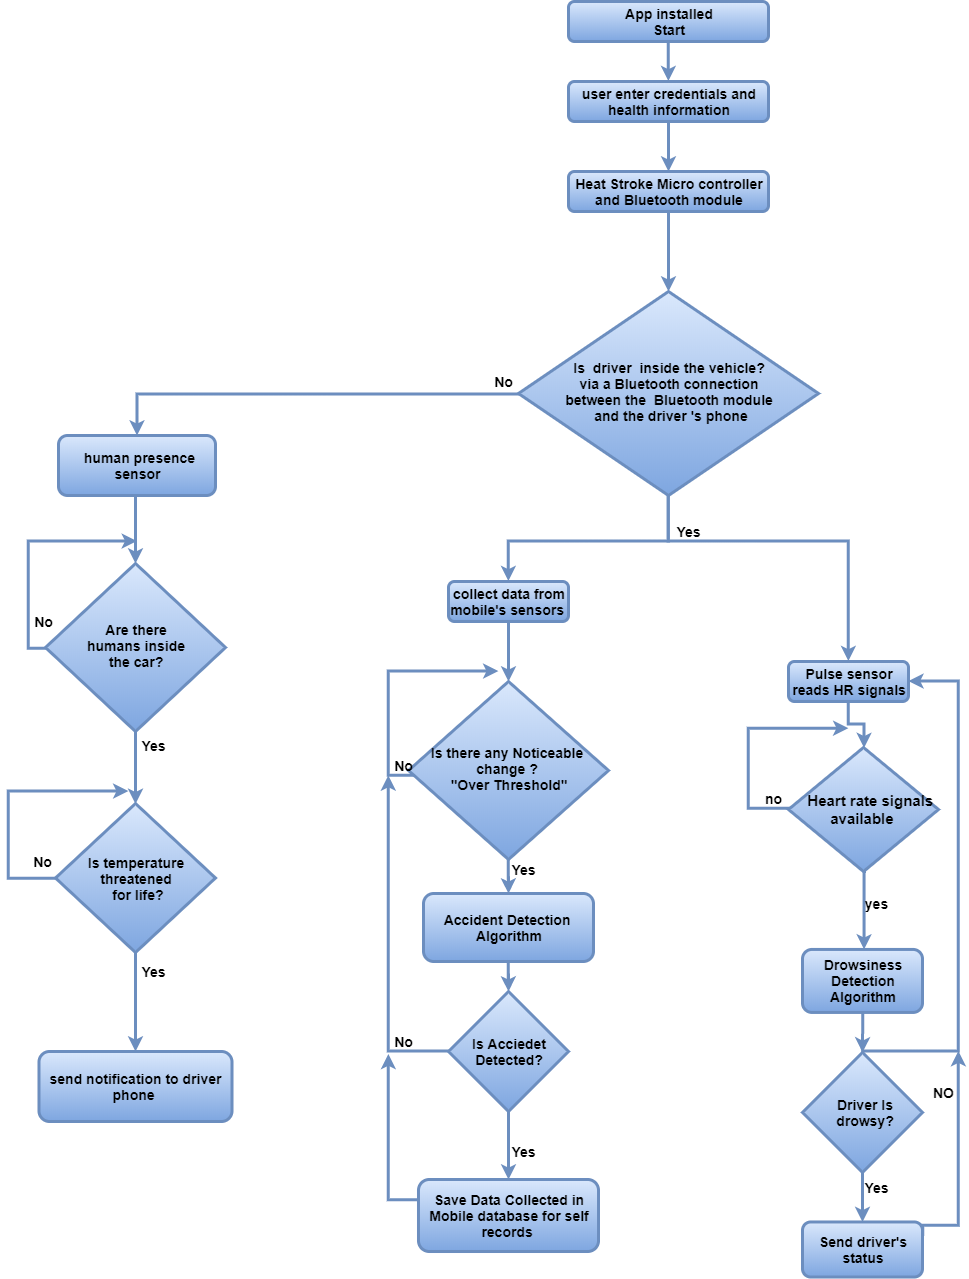 App installed
Start
user enter credentials and
health information
Heat Stroke Micro controller
and Bluetooth module
Is driver inside the vehicle?
via a Bluetooth connection
between the Bluetooth module
and the driver 's phone
No
Yes
human presence
sensor
Are there
humans inside
the car?
No
Yes
Is temperature
threatened
for life?
No
Yes
send notification to driver
phone
collect data from
mobile's sensors
Is there any Noticeable
change ?
"Over Threshold"
No
Yes
Accident Detection
Algorithm
Is Acciedet
Detected?
No
Yes
Save Data Collected in
Mobile database for self
records
Pulse sensor
reads HR signals
Heart rate signals
available
no
yes
Drowsiness
Detection
Algorithm
Driver Is
drowsy?
NO
Yes
Send driver's
status